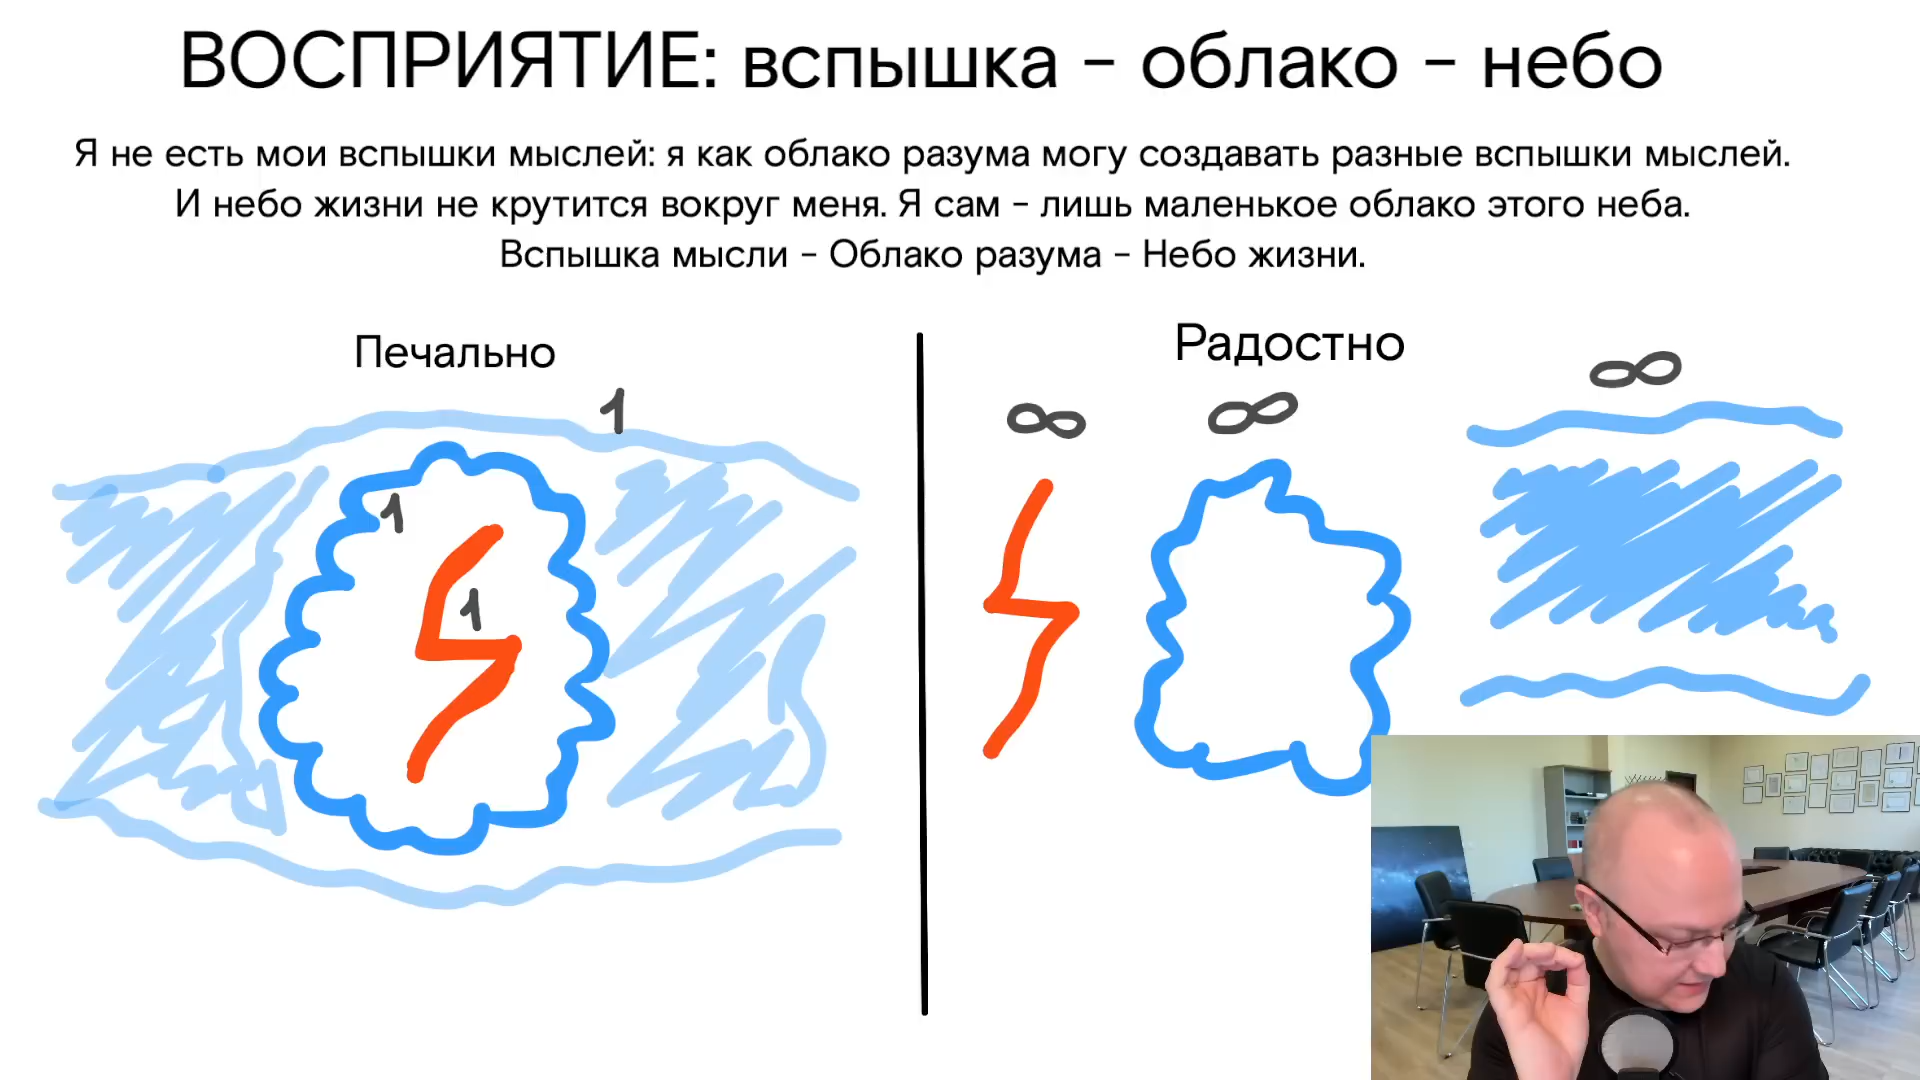 ВОСПРИЯТИЕ: вспышка - облако - небо
Я не есть мои вспышки мыслей: я как облако разума могу создавать разные вспышки мыслей.
И небо жизни не крутится вокруг меня. Я сам - лишь маленькое облако этого неба.
Вспышка мысли - Облако разума - Небо жизни.
Печально
Радостно
1
∞ ∞ ∞
1
1